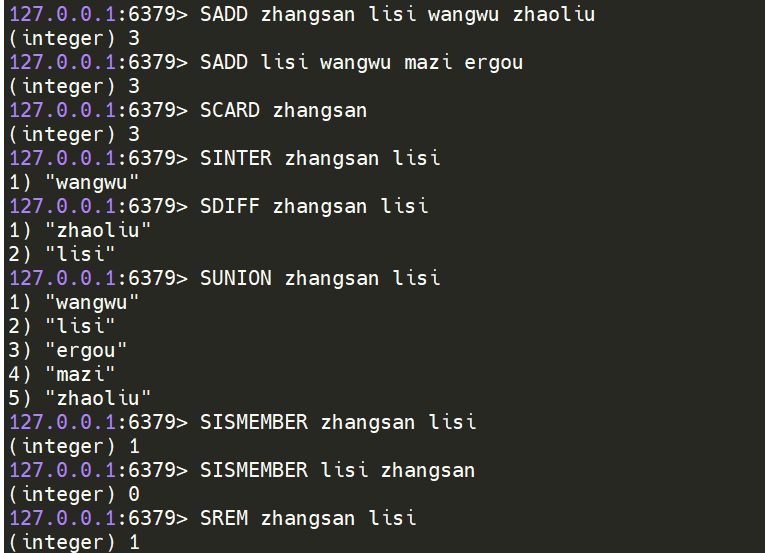 127.0.0.1:6379> SADD zhangsan lisi wangwu zhaoliu
(integer) 3
127.0.0.1:6379> SADD lisi wangwu mazi ergou
(integer) 3
127.0.0.1:6379> SCARD zhangsan
(integer) 3
127.0.0.1:6379> SINTER zhangsan lisi
1) "wangwu"
127.0.0.1:6379> SDIFF zhangsan lisi
1) "zhaoliu"
2) "lisi"
127.0.0.1:6379> SUNION zhangsan lisi
1) "wangwu"
2) "lisi"
3) "ergou"
4) "mazi"
5) "zhaoliu"
127.0.0.1:6379> SISMEMBER zhangsan lisi
(integer) 1
127.0.0.1:6379> SISMEMBER lisi zhangsan
(integer) 0
127.0.0.1:6379> SREM zhangsan lisi
(integer) 1